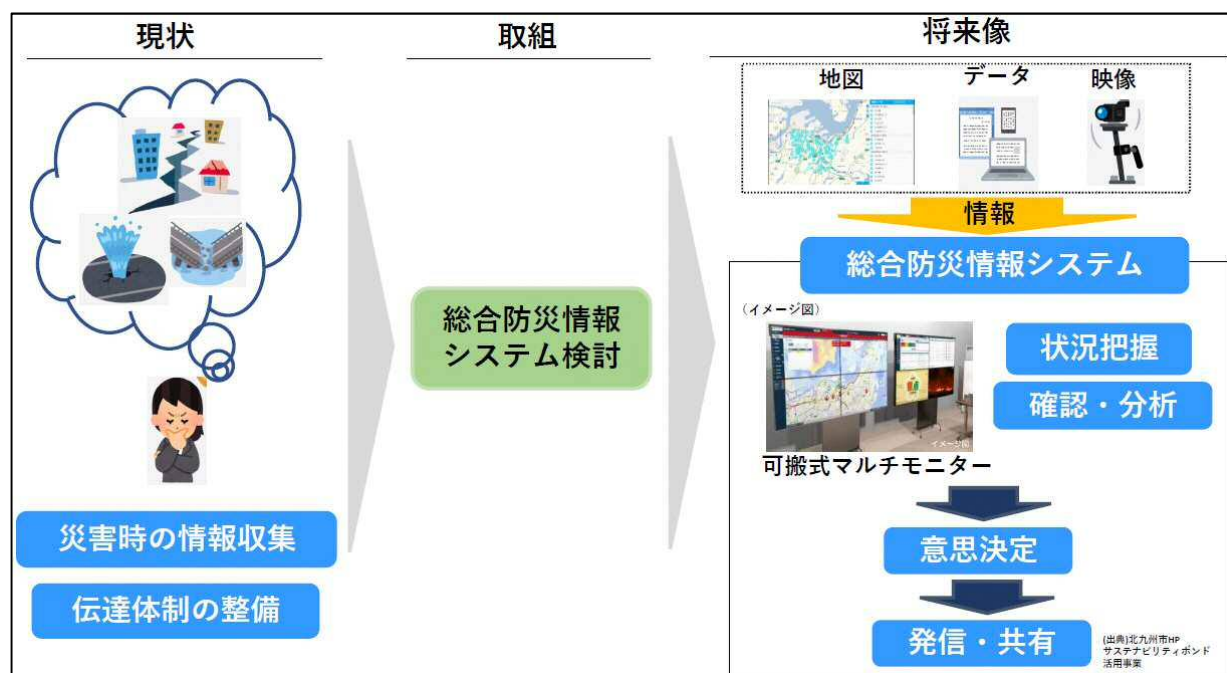 現状
災害時の情報収集
伝達体制の整備
取組
総合防災情報
システム検討
将来像
地図
データ
映像
情報
総合防災情報システム
(イメージ図)
イメージ図
可搬式マルチモニター
状況把握
確認・分析
意思決定
発信・共有
(出典)北九州市HP
サステナビリティボンド
活用事業